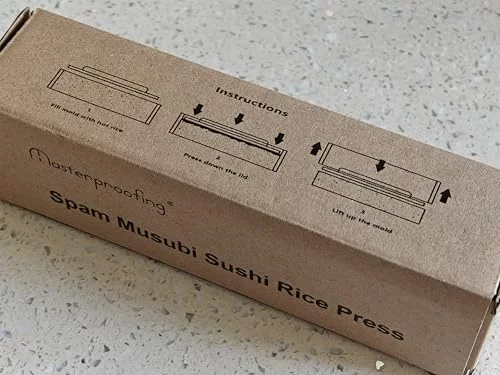 Instructions
1
Fill mold with hot rice
2
Press down the lid
3
Lift up the mold
Masterproofing®
Spam Musubi Sushi Rice Press